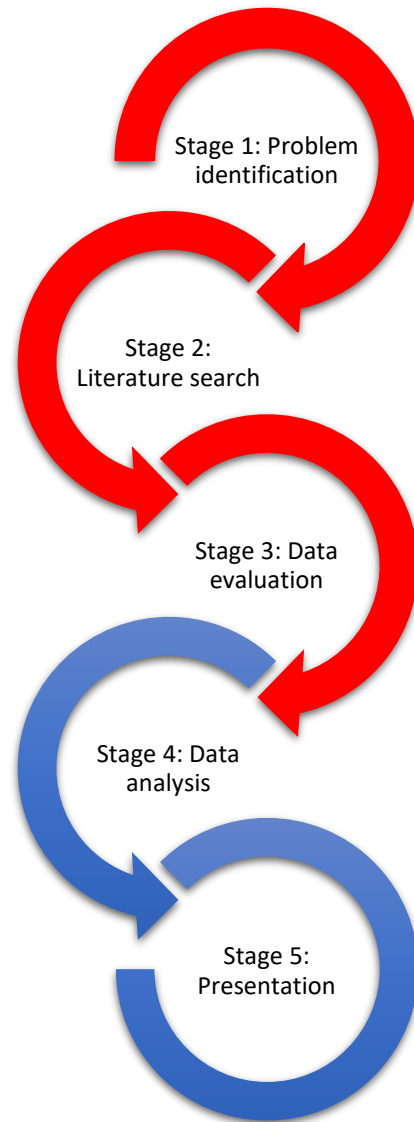 Stage 1: Problem
identification
Stage 2:
Literature search
Stage 3: Data
evaluation
Stage 4: Data
analysis
Stage 5:
Presentation